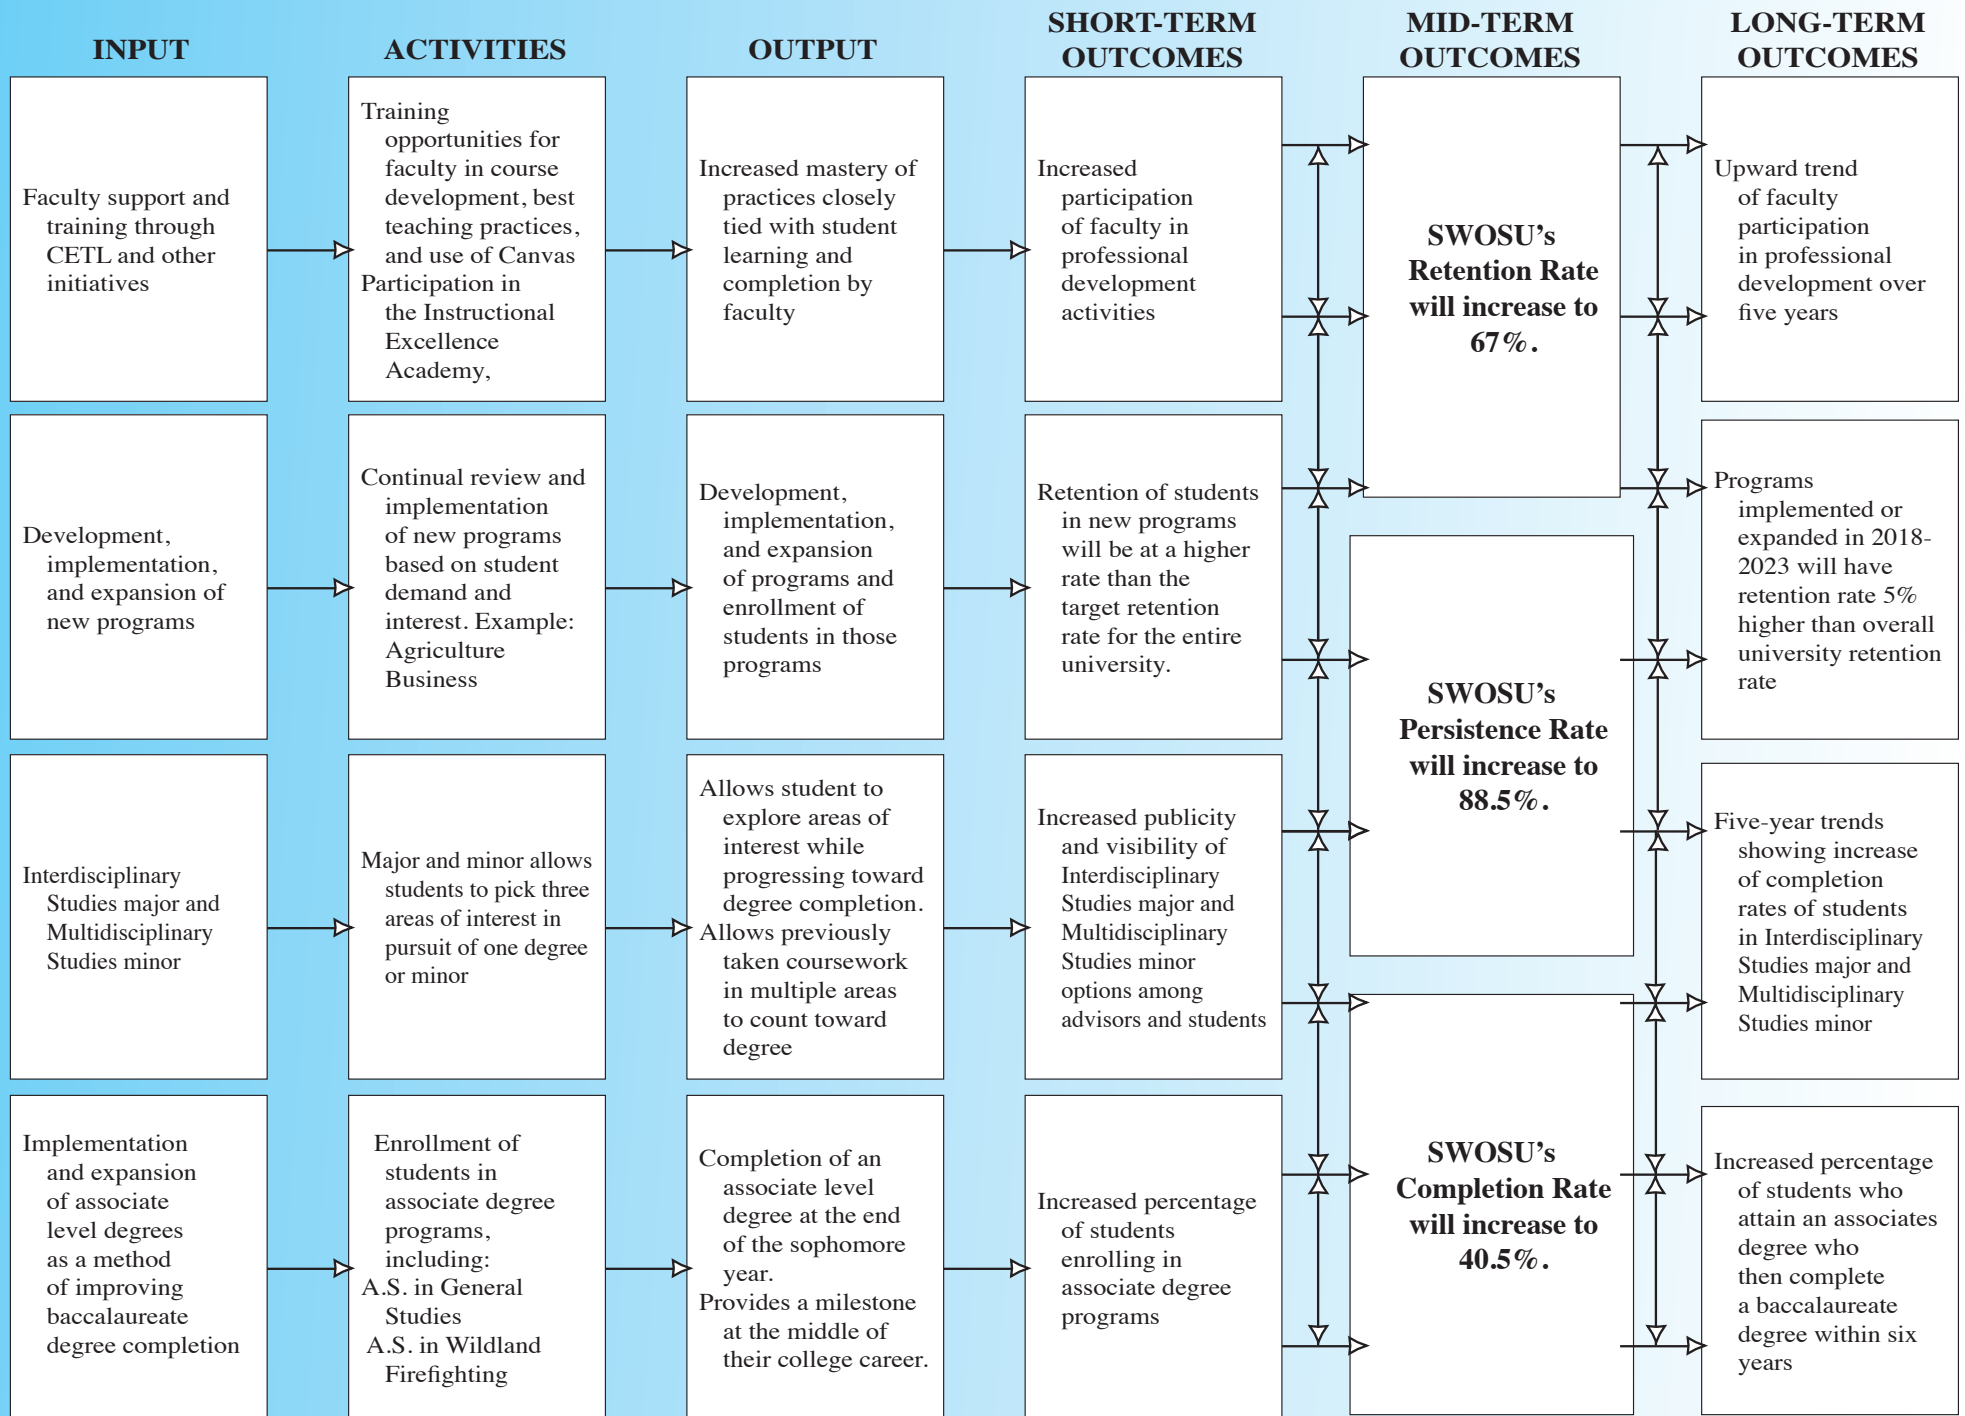 INPUT
ACTIVITIES
OUTPUT
SHORT-TERM
OUTCOMES
MID-TERM
OUTCOMES
LONG-TERM
OUTCOMES
Faculty support and
training through
CETL and other
initiatives
Training
opportunities for
faculty in course
development, best
teaching practices,
and use of Canvas
Participation in
the Instructional
Excellence
Academy,
Increased mastery of
practices closely
tied with student
learning and
completion by
faculty
Increased
participation
of faculty in
professional
development
activities
SWOSU's
Retention Rate
will increase to
67%.
Upward trend
of faculty
participation
in professional
development over
five years
Development,
implementation,
and expansion of
new programs
Continual review and
implementation
of new programs
based on student
demand and
interest. Example:
Agriculture
Business
Development,
implementation,
and expansion
of programs and
enrollment of
students in those
programs
Retention of students
in new programs
will be at a higher
rate than the
target retention
rate for the entire
university.
SWOSU's
Persistence Rate
will increase to
88.5%.
Programs
implemented or
expanded in 2018-
2023 will have
retention rate 5%
higher than overall
university retention
rate
Interdisciplinary
Studies major and
Multidisciplinary
Studies minor
Major and minor allows
students to pick three
areas of interest in
pursuit of one degree
or minor
Allows student to
explore areas of
interest while
progressing toward
degree completion.
Allows previously
taken coursework
in multiple areas
to count toward
degree
Increased publicity
and visibility of
Interdisciplinary
Studies major and
Multidisciplinary
Studies minor
options among
advisors and students
Five-year trends
showing increase
of completion
rates of students
in Interdisciplinary
Studies major and
Multidisciplinary
Studies minor
Implementation
and expansion
of associate
level degrees
as a method
of improving
baccalaureate
degree completion
Enrollment of
students in
associate degree
programs,
including:
A.S. in General
Studies
A.S. in Wildland
Firefighting
Completion of an
associate level
degree at the end
of the sophomore
year.
Provides a milestone
at the middle of
their college career.
Increased percentage
of students
enrolling in
associate degree
programs
SWOSU's
Completion Rate
will increase to
40.5%.
Increased percentage
of students who
attain an associates
degree who
then complete
a baccalaureate
degree within six
years